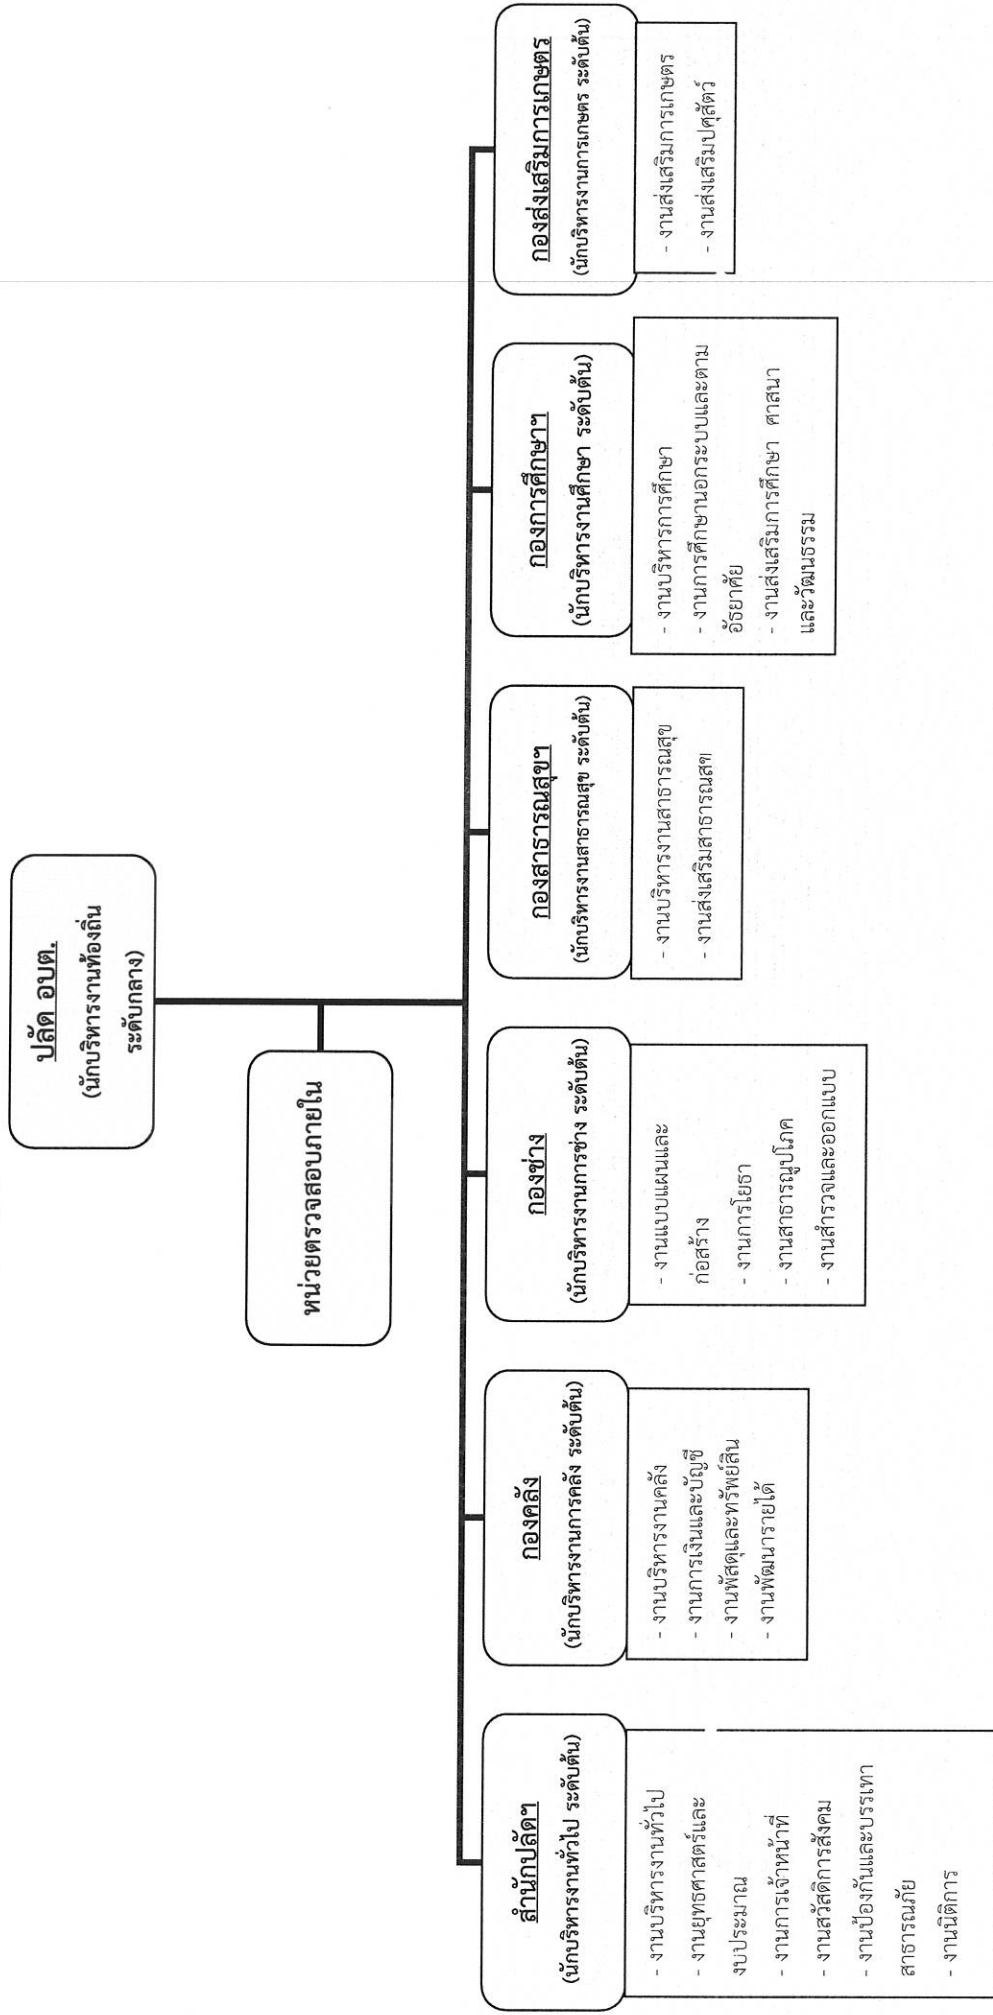 ปลัด อบต.
(นักบริหารงานท้องถิ่น
ระดับกลาง)
หน่วยตรวจสอบภายใน
สำนักปลัดฯ
(นักบริหารงานทั่วไป ระดับต้น)
- งานบริหารงานทั่วไป
- งานยุทธศาสตร์และ
งบประมาณ
- งานการเจ้าหน้าที่
- งานสวัสดิการสังคม
- งานป้องกันและบรรเทา
สาธารณภัย
- งานนิติการ
กองคลัง
(นักบริหารงานการคลัง ระดับต้น)
- งานบริหารงานคลัง
- งานการเงินและบัญชี
- งานพัสดุและทรัพย์สิน
- งานพัฒนารายได้
กองช่าง
(นักบริหารงานการช่าง ระดับต้น)
- งานแบบแผนและ
ก่อสร้าง
- งานการโยธา
- งานสาธารณูปโภค
- งานสำรวจและออกแบบ
กองสาธารณสุขฯ
(นักบริหารงานสาธารณสุข ระดับต้น)
- งานบริหารงานสาธารณสุข
- งานส่งเสริมสาธารณสุข
กองการศึกษาฯ
(นักบริหารงานศึกษา ระดับต้น)
- งานบริหารการศึกษา
- งานการศึกษานอกระบบและตาม
อัธยาศัย
- งานส่งเสริมการศึกษา ศาสนา
และวัฒนธรรม
กองส่งเสริมการเกษตร
(นักบริหารงานการเกษตร ระดับต้น)
- งานส่งเสริมการเกษตร
- งานส่งเสริมปศุสัตว์